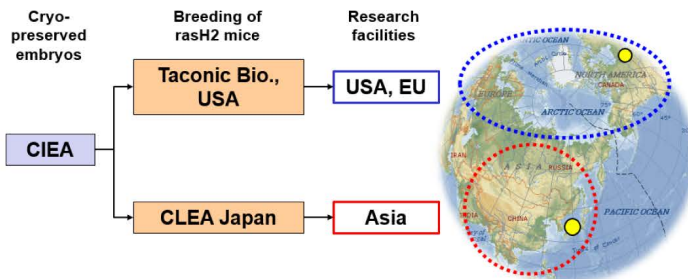 Cryo-
preserved
embryos
Breeding of
rasH2 mice
Research
facilities
CIEA
Taconic Bio.,
USA
USA, EU
CLEA Japan
Asia
NORTH AMERICA
CANADA
EUROPE
ARCTIC OCEAN
IRAN
ASIA
RUSSIA
CHINA
PACIFIC OCEAN